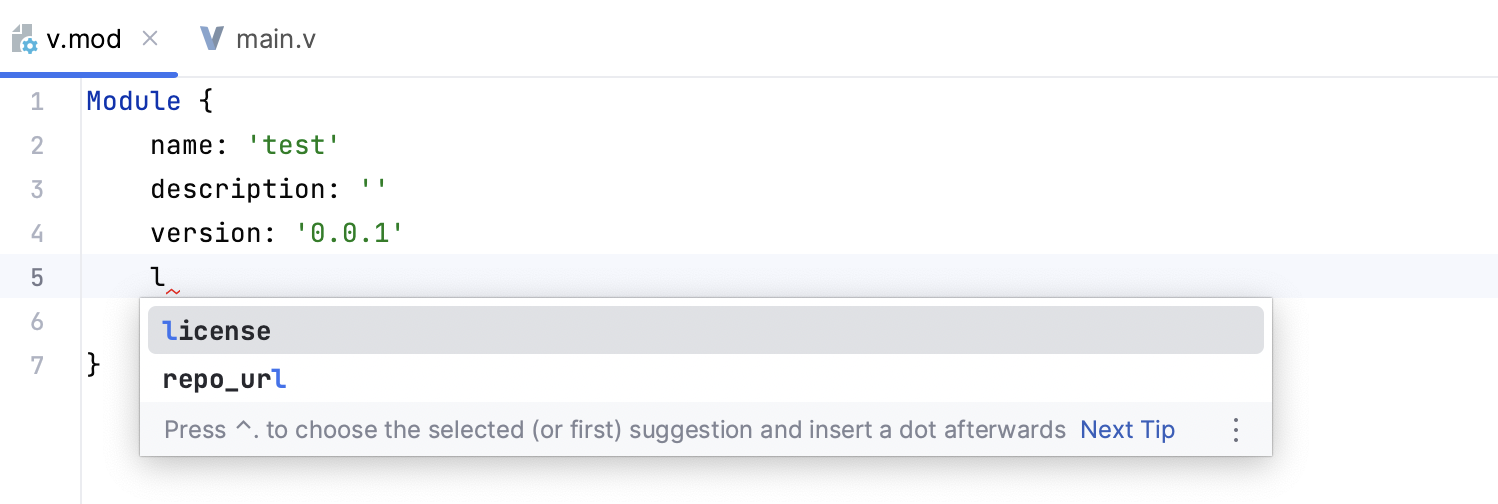 v.mod main.v
1 Module {
2 name: 'test'
3 description: ''
4 version: '0.0.1'
5 l
6
license
7 }
repo_url
Press ^. to choose the selected (or first) suggestion and insert a dot afterwards Next Tip